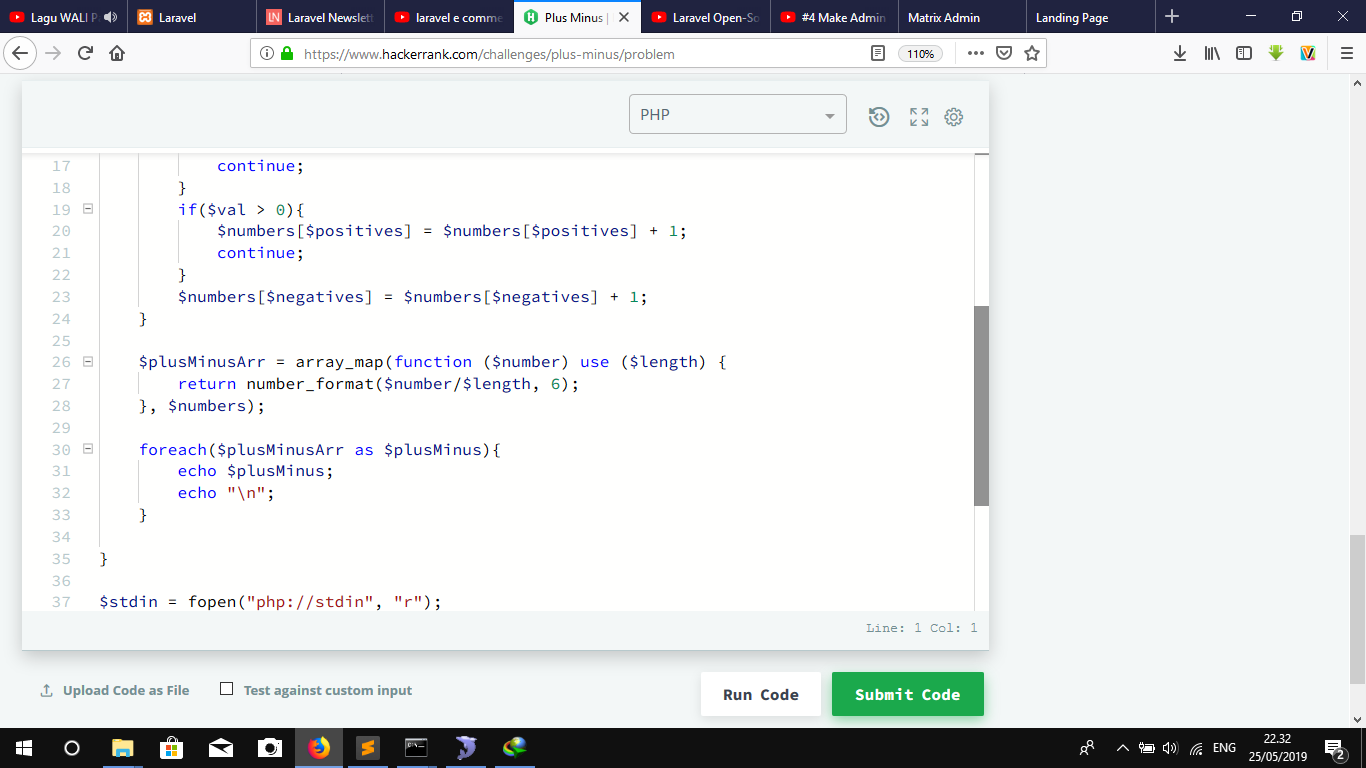 Lagu WALI P
Laravel
LN Laravel Newslett
laravel e comme
Plus Minus |
Laravel Open-So
#4 Make Admin
Matrix Admin
Landing Page
https://www.hackerrank.com/challenges/plus-minus/problem
110%
PHP
17 continue;
18 }
19 if($val > 0){
20 $numbers[$positives] = $numbers[$positives] + 1;
21 continue;
22 }
23 $numbers[$negatives] = $numbers[$negatives] + 1;
24 }
25
26 $plusMinusArr = array_map(function ($number) use ($length) {
27 return number_format($number/$length, 6);
28 }, $numbers);
29
30 foreach($plusMinusArr as $plusMinus){
31 echo $plusMinus;
32 echo "\n";
33 }
34
35 }
36
37 $stdin = fopen("php://stdin", "r");
Line: 1 Col: 1
Upload Code as File
Test against custom input
Run Code
Submit Code
ENG
22.32
25/05/2019
2